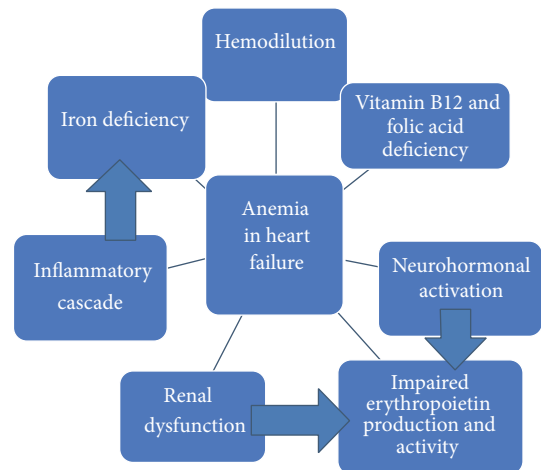 Hemodilution
Iron deficiency
Vitamin B12 and
folic acid
deficiency
Anemia
in heart
failure
Inflammatory
cascade
Neurohormonal
activation
Renal
dysfunction
Impaired
erythropoietin
production and
activity